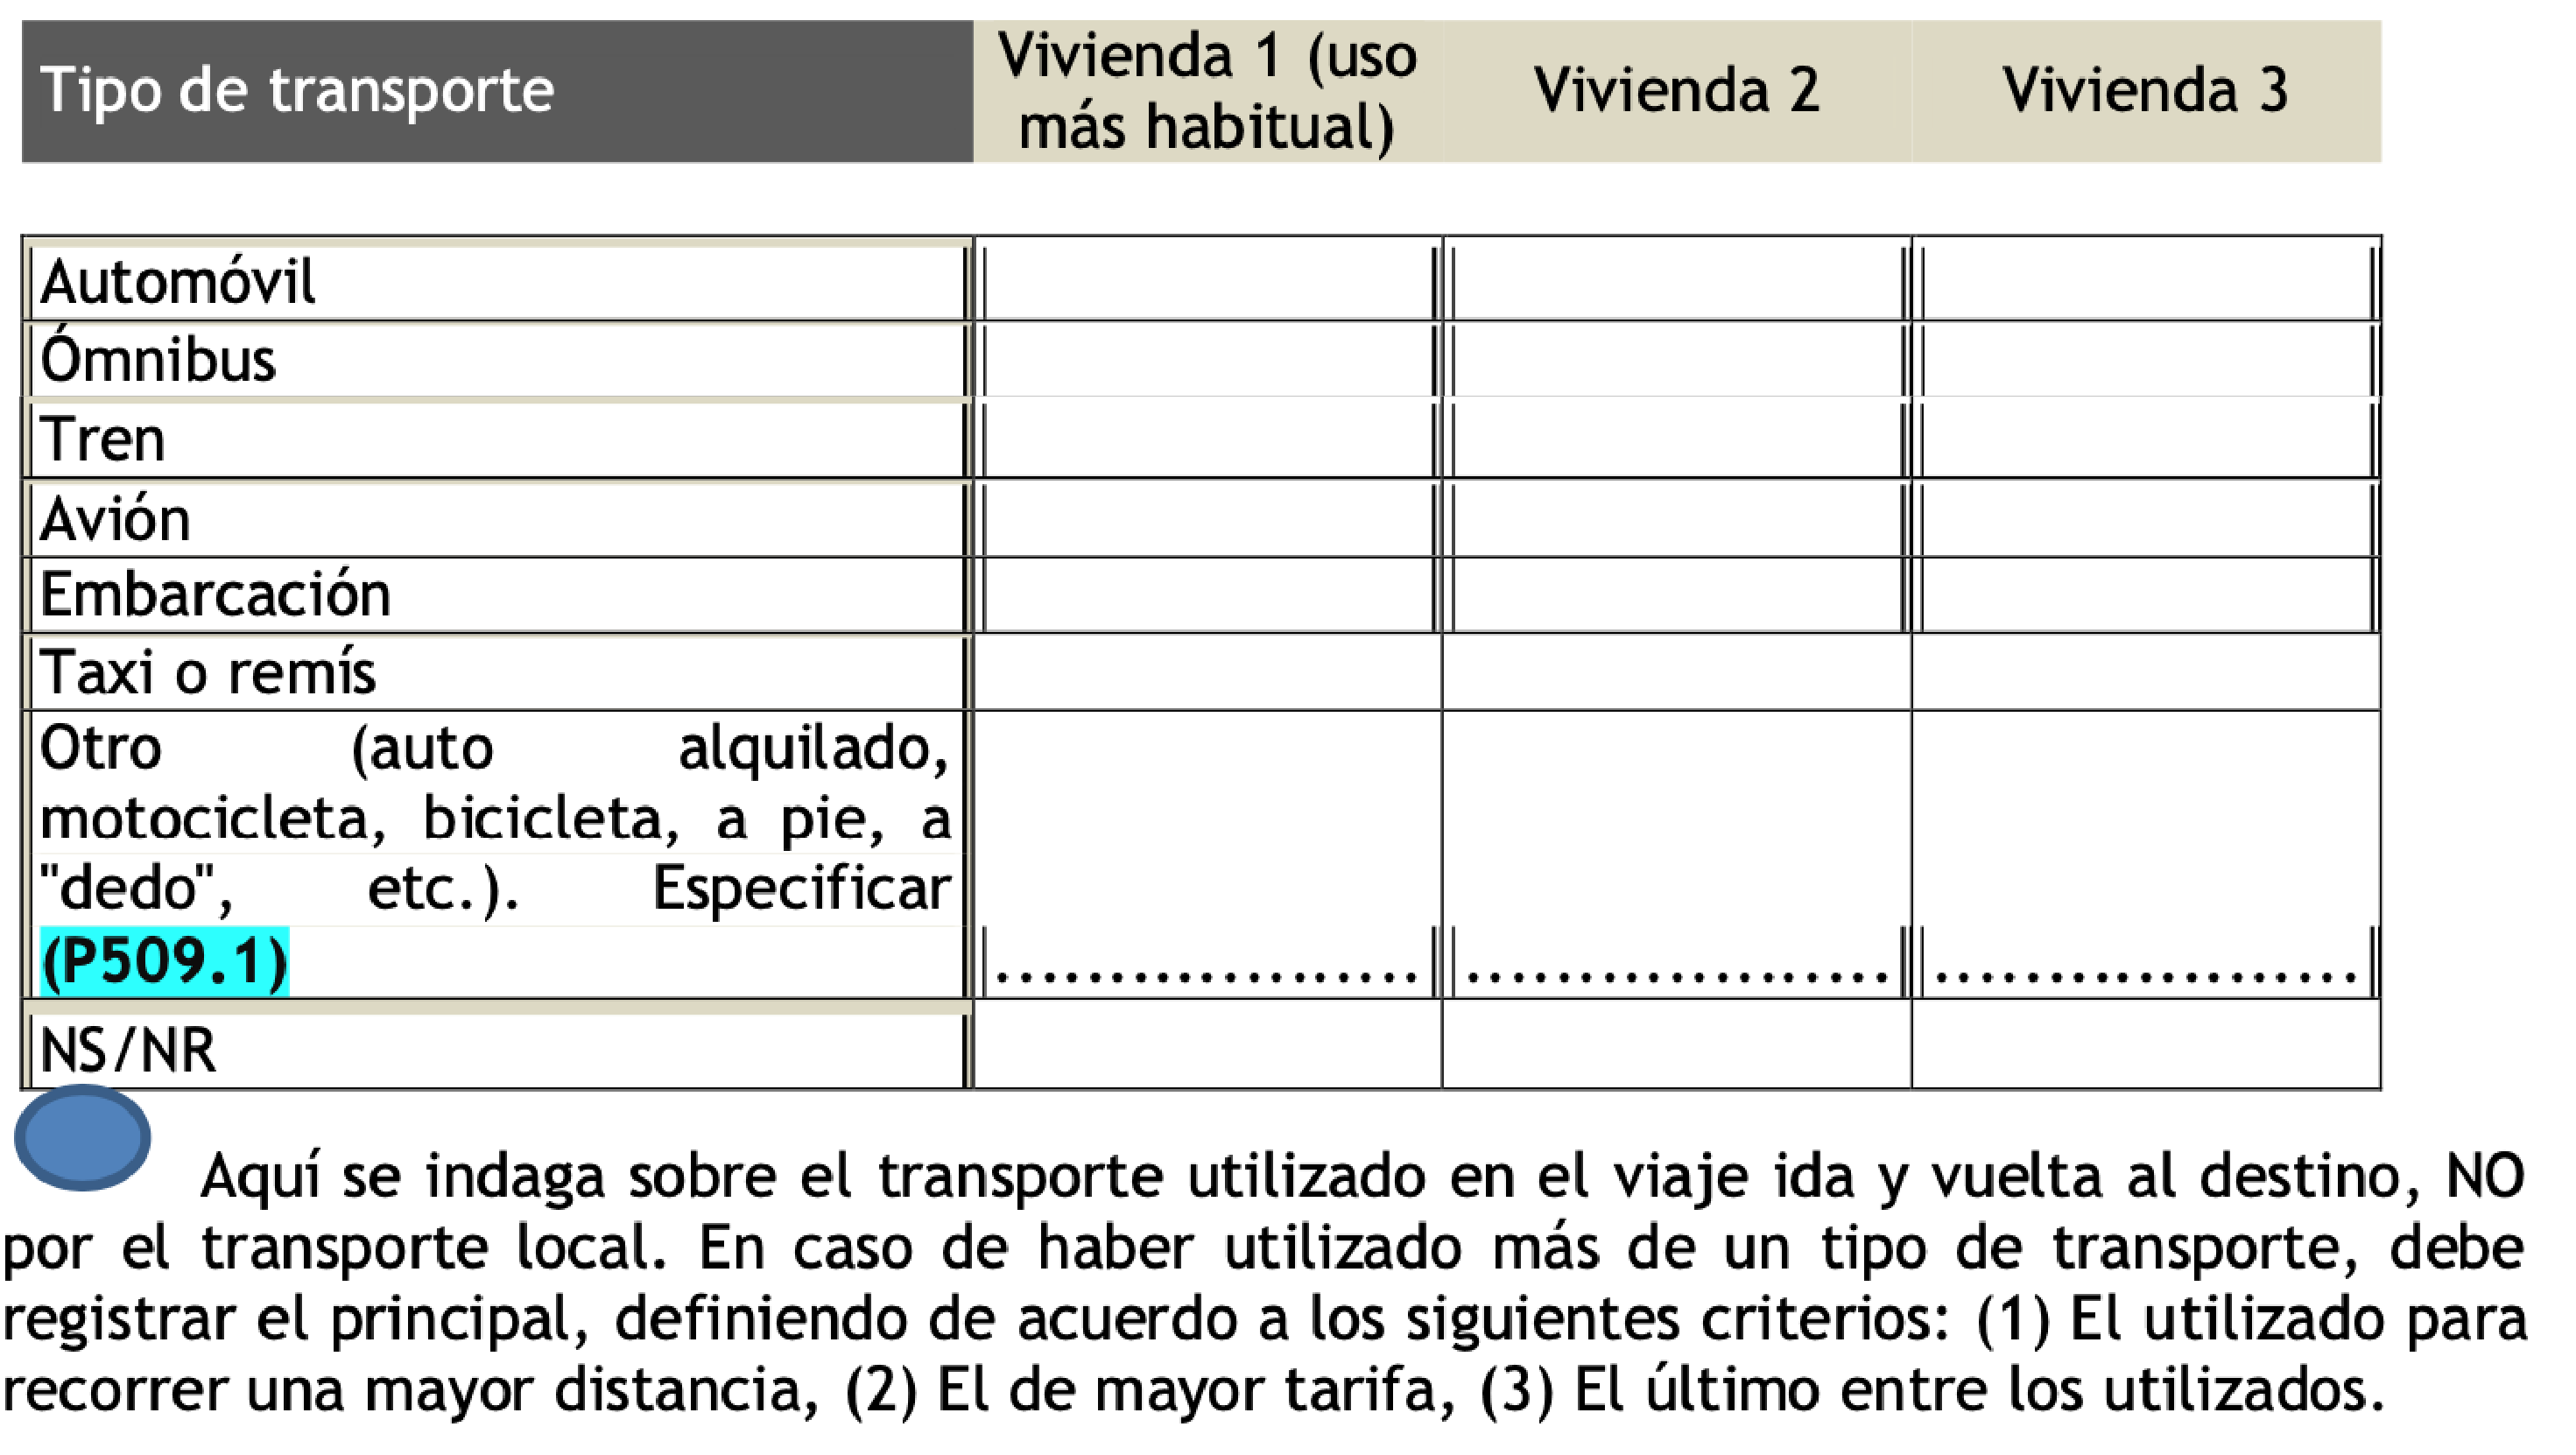 Tipo de transporte
Vivienda 1 (uso
más habitual)
Vivienda 2
Vivienda 3
Automóvil
Ómnibus
Tren
Avión
Embarcación
Taxi o remís
Otro (auto alquilado,
motocicleta, bicicleta, a pie, a
"dedo", etc.). Especificar
(P509.1)
...................
...................
...................
NS/NR
Aquí se indaga sobre el transporte utilizado en el viaje ida y vuelta al destino, NO
por el transporte local. En caso de haber utilizado más de un tipo de transporte, debe
registrar el principal, definiendo de acuerdo a los siguientes criterios: (1) El utilizado para
recorrer una mayor distancia, (2) El de mayor tarifa, (3) El último entre los utilizados.